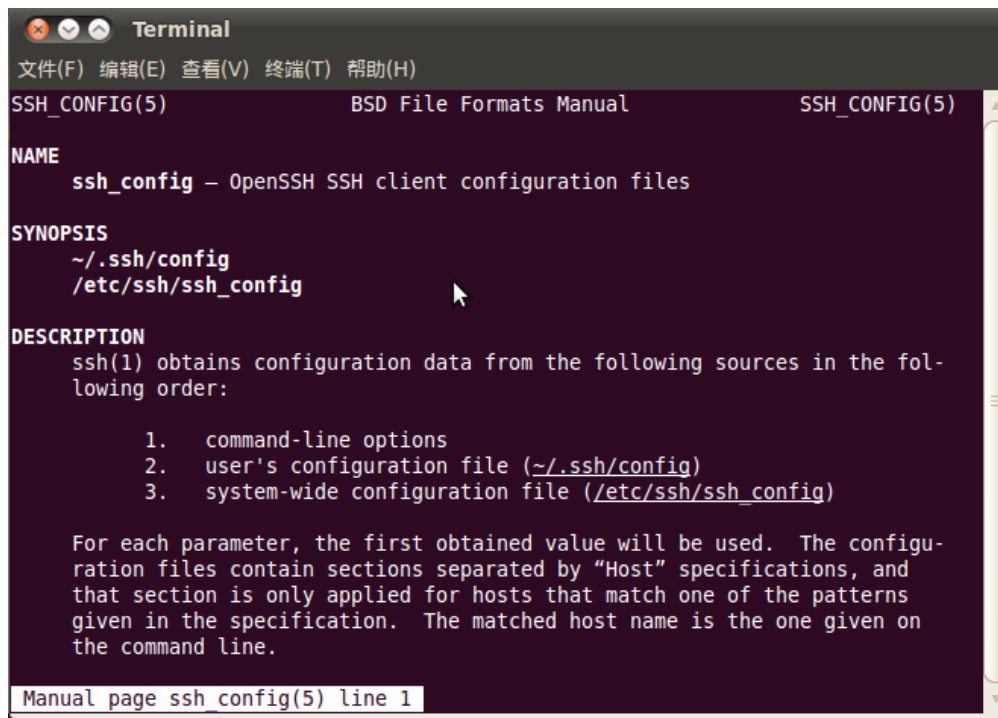 Terminal
文件(F) 编辑(E) 查看(V) 终端(T) 帮助(H)
SSH_CONFIG(5) BSD File Formats Manual SSH_CONFIG(5)
NAME
ssh_config — OpenSSH SSH client configuration files
SYNOPSIS
~/.ssh/config
/etc/ssh/ssh_config
DESCRIPTION
ssh(1) obtains configuration data from the following sources in the fol-
lowing order:
1. command-line options
2. user's configuration file (~/.ssh/config)
3. system-wide configuration file (/etc/ssh/ssh_config)
For each parameter, the first obtained value will be used. The configu-
ration files contain sections separated by “Host” specifications, and
that section is only applied for hosts that match one of the patterns
given in the specification. The matched host name is the one given on
the command line.
Manual page ssh_config(5) line 1